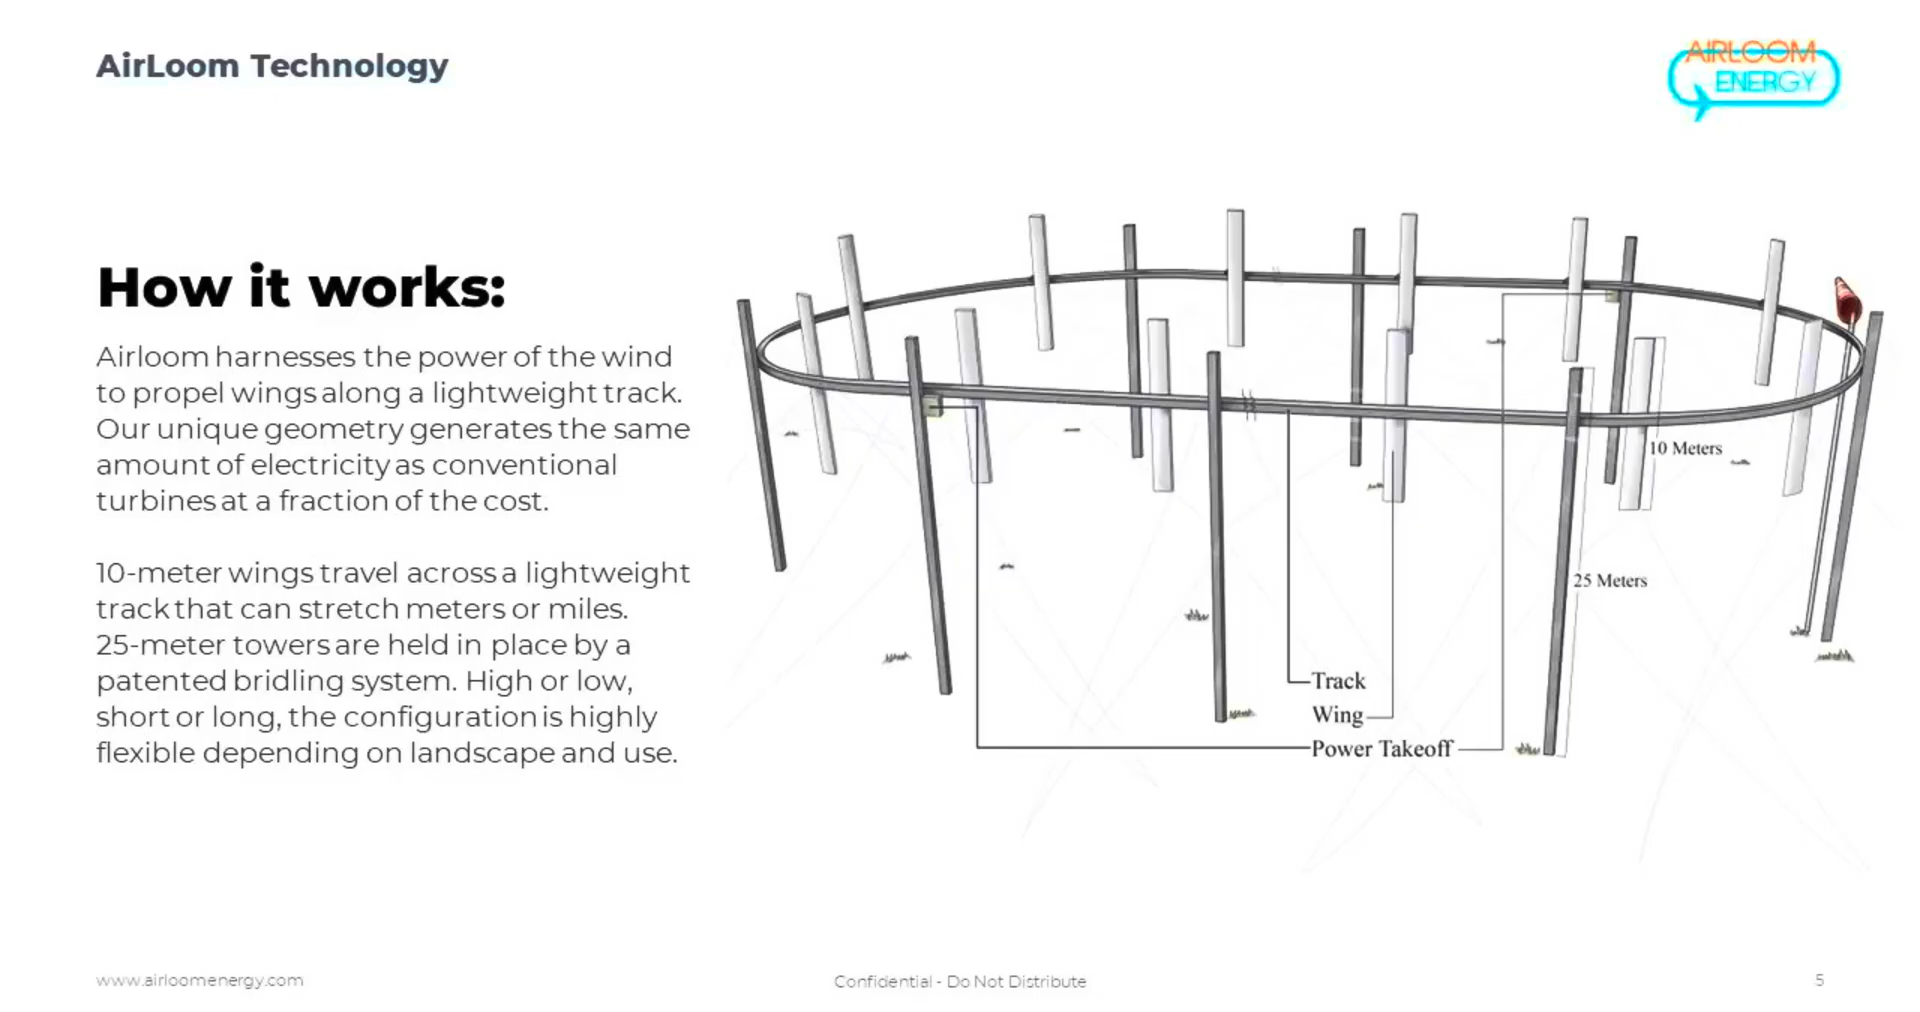 AirLoom Technology
AIRLOOM
ENERGY
How it works:
Airloom harnesses the power of the wind
to propel wings along a lightweight track.
Our unique geometry generates the same
amount of electricity as conventional
turbines at a fraction of the cost.
10-meter wings travel across a lightweight
track that can stretch meters or miles.
25-meter towers are held in place by a
patented bridling system. High or low,
short or long, the configuration is highly
flexible depending on landscape and use.
10 Meters
25 Meters
Track
Wing
Power Takeoff
www.airloomenergy.com
Confidential - Do Not Distribute
5